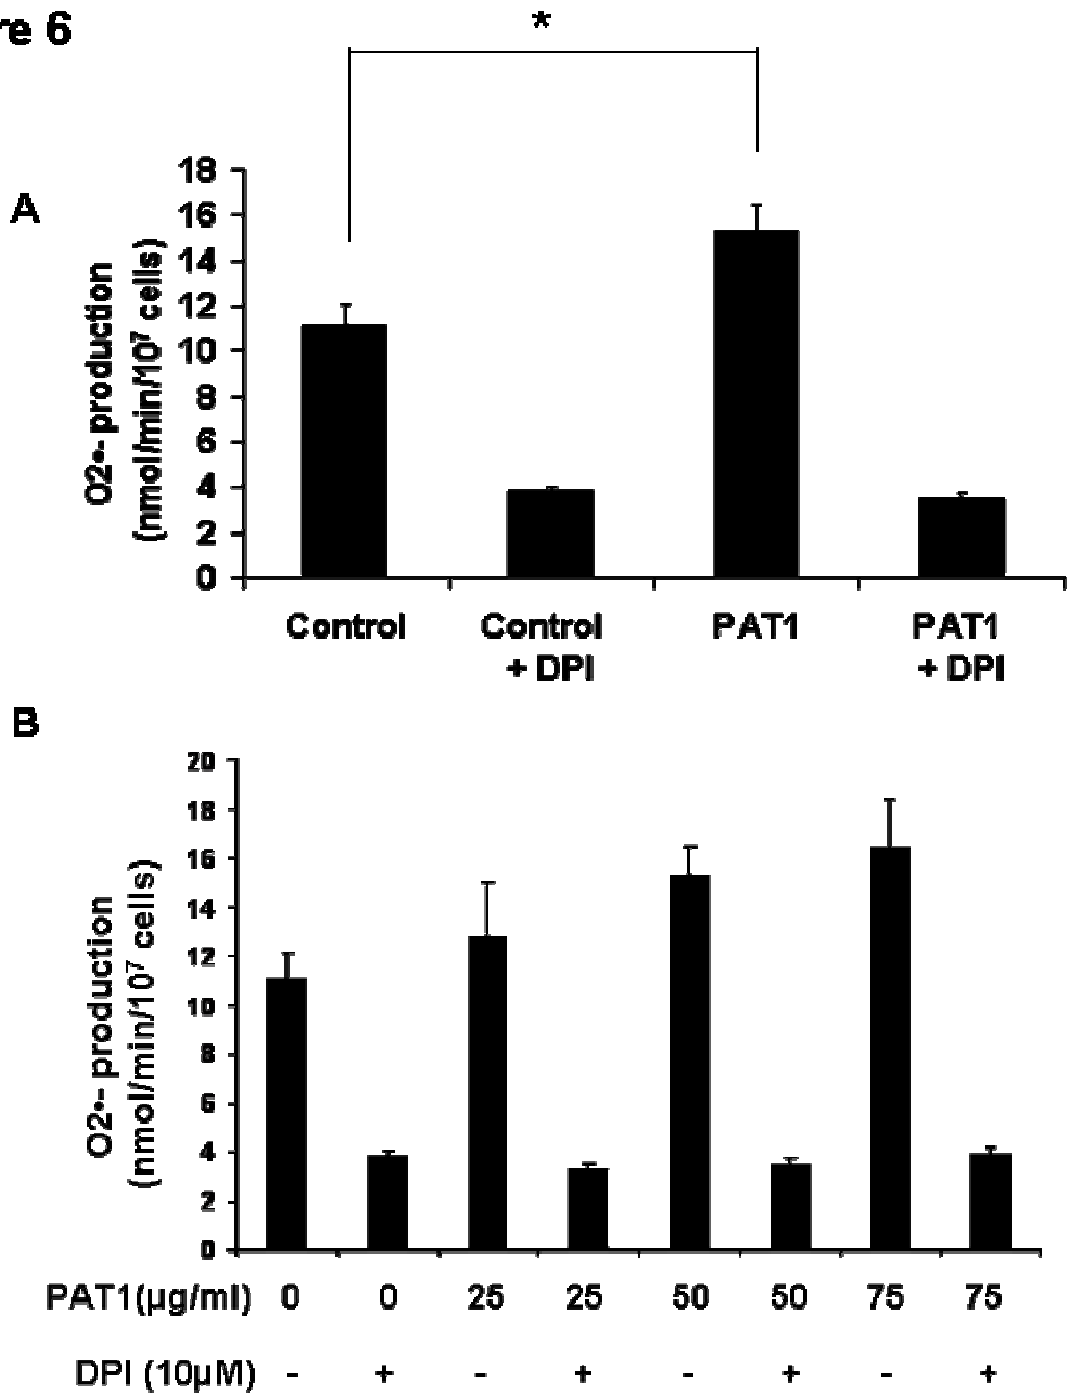 re 6
*
A
O2•-production
(nmol/min/10⁷ cells)
18
16
14
12
10
8
6
4
2
0
Control
Control
+ DPI
PAT1
PAT1
+ DPI
B
O2•- production
(nmol/min/10⁷ cells)
20
18
16
14
12
10
8
6
4
2
0
PAT1(µg/ml) 0 0 25 25 50 50 75 75
DPI (10µM) - + - + - + - +